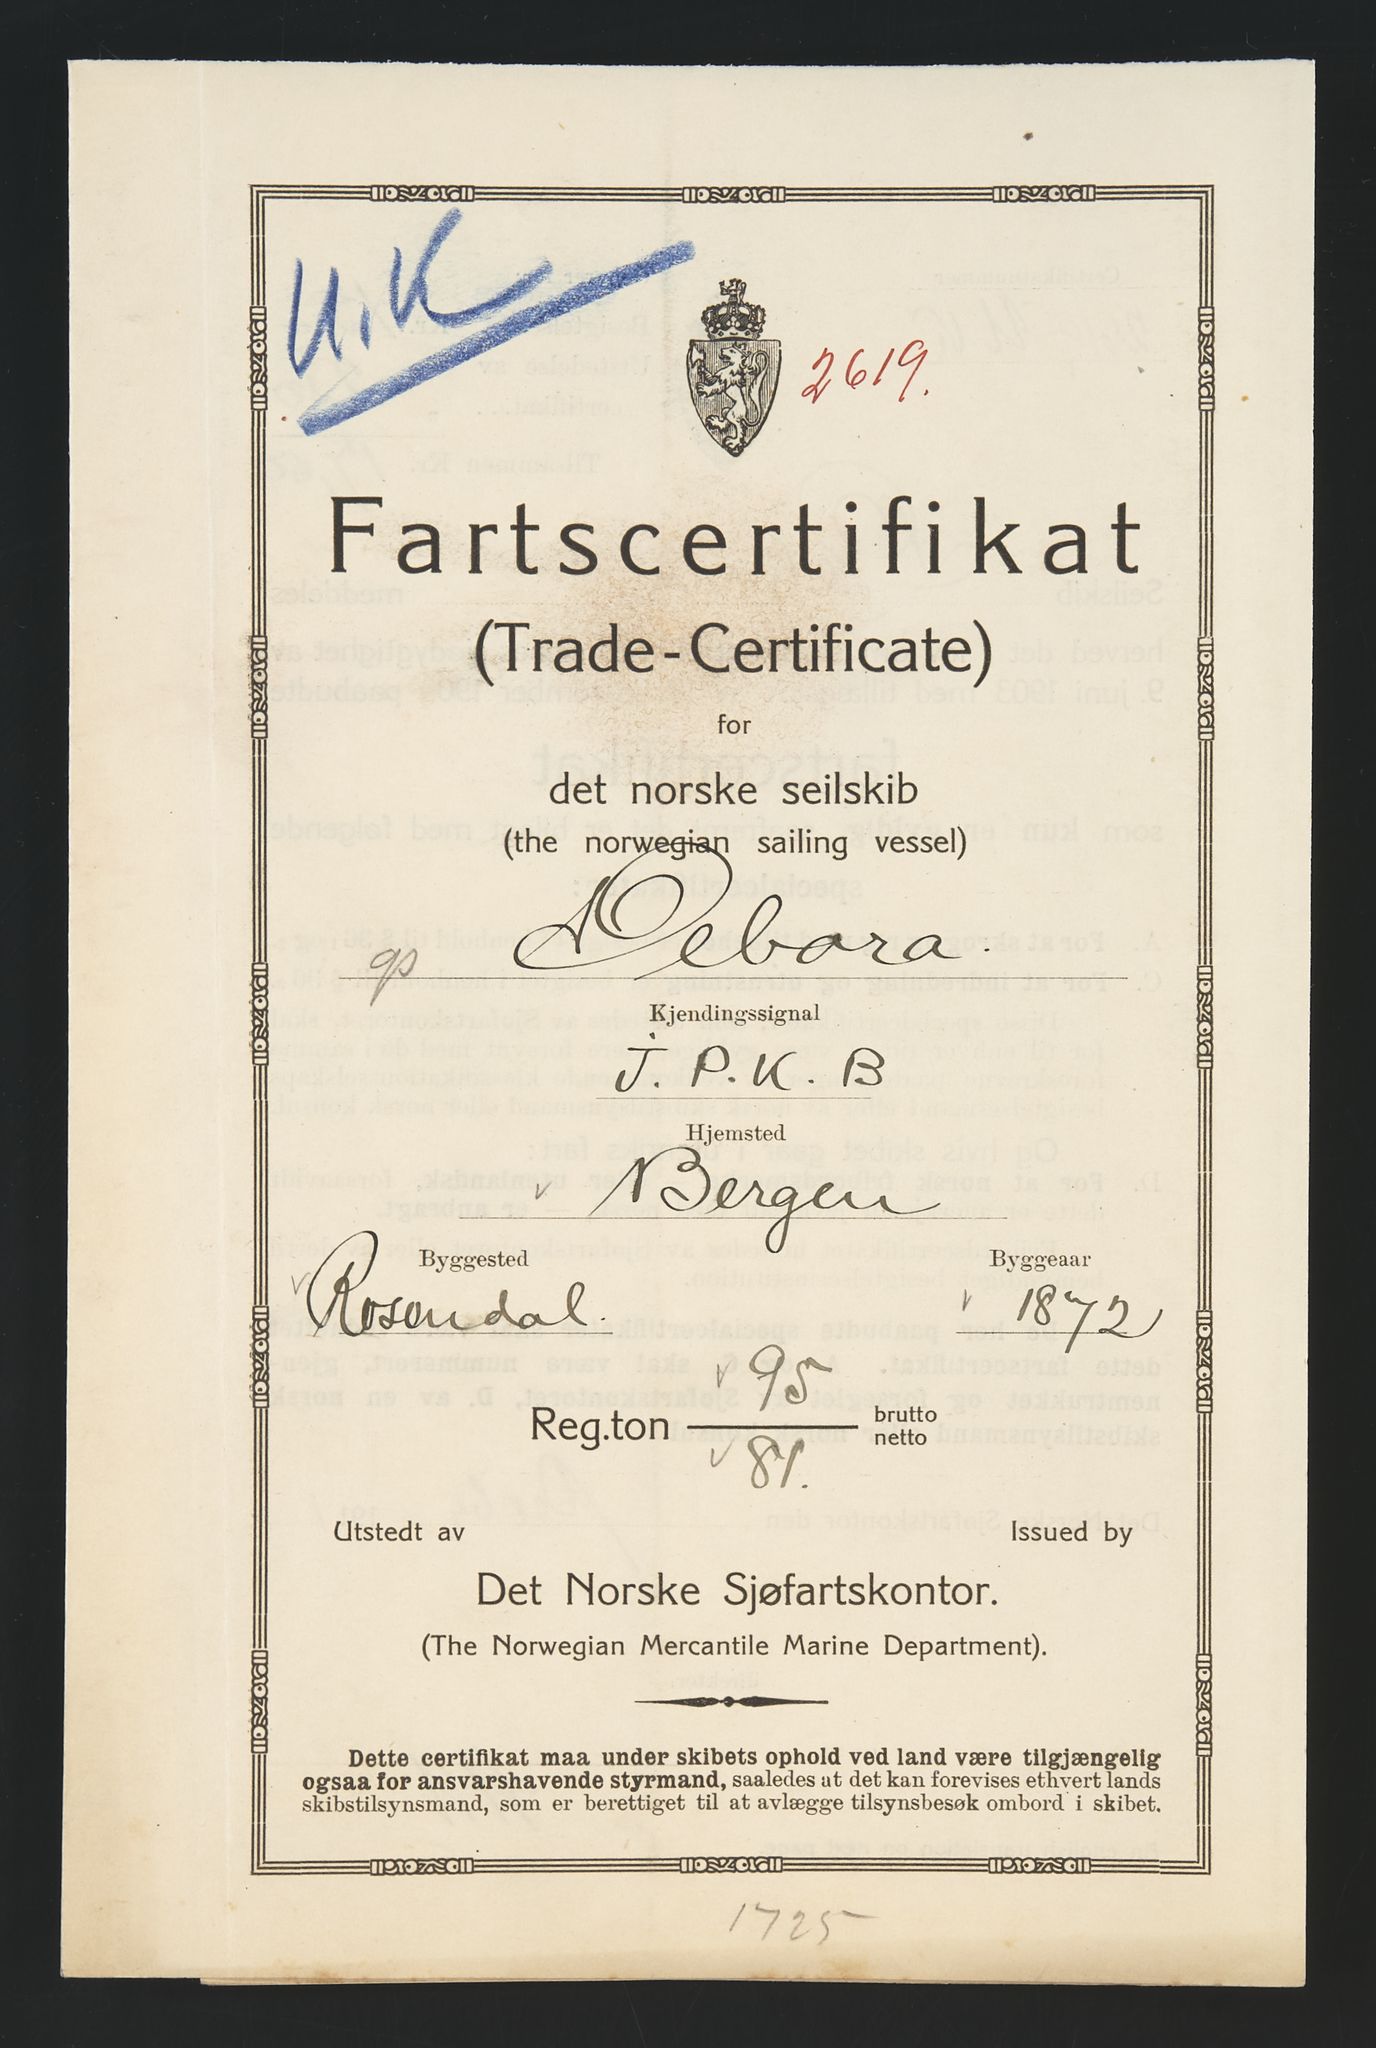 U.K
2619.
Fartscertifikat
(Trade-Certificate)
for
det norske seilskib
(the norwegian sailing vessel)
Debora.
Kjendingssignal
J. P. K. B
Hjemsted
Bergen
Byggested Byggeaar
Rosendal 1872
95
Reg.ton brutto
netto
81.
Utstedt av Issued by
Det Norske Sjøfartskontor.
(The Norwegian Mercantile Marine Department).
Dette certifikat maa under skibets ophold ved land være tilgjængelig
ogsaa for ansvarshavende styrmand, saaledes at det kan forevises ethvert lands
skibstilsynsmand, som er berettiget til at avlægge tilsynsbesøk ombord i skibet.
1725